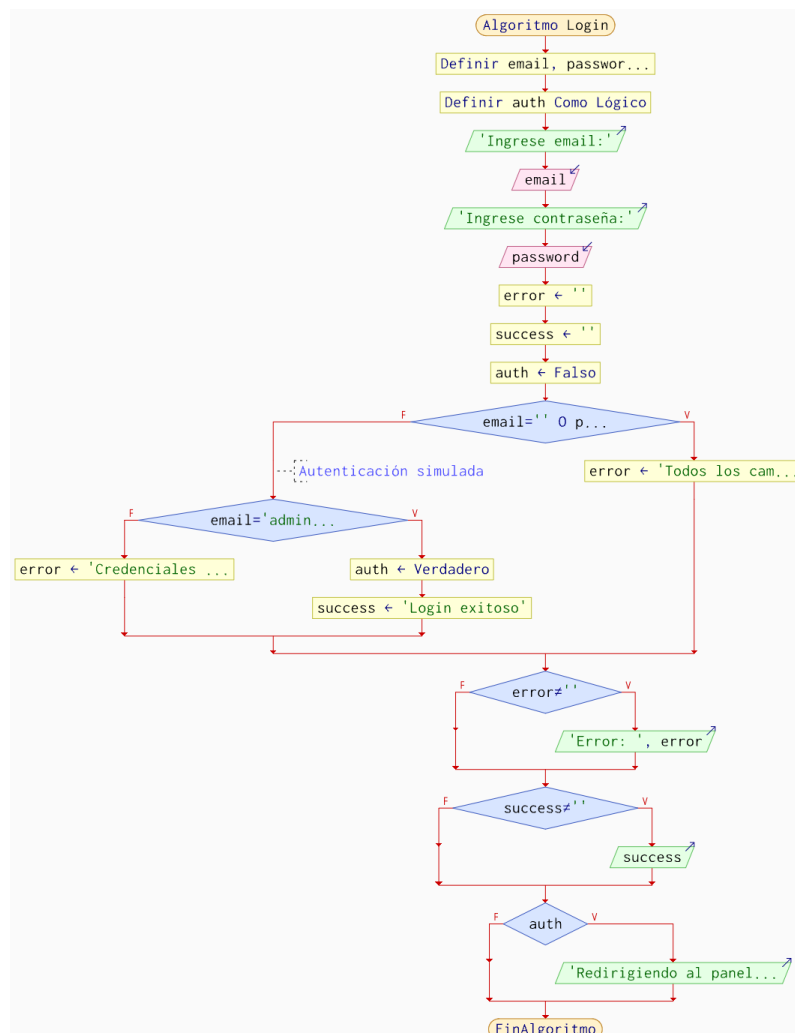 Algoritmo Login
Definir email, passwor...
Definir auth Como Lógico
'Ingrese email:'
email
'Ingrese contraseña:'
password
error ← ''
success ← ''
auth ← Falso
F
email='' O p...
V
Autenticación simulada
error ← 'Todos los cam...
F
email='admin...
V
error ← 'Credenciales ...
auth ← Verdadero
success ← 'Login exitoso'
F
error≠''
V
'Error: ', error
F
success≠''
V
success
F
auth
V
'Redirigiendo al panel...
FinAlgoritmo